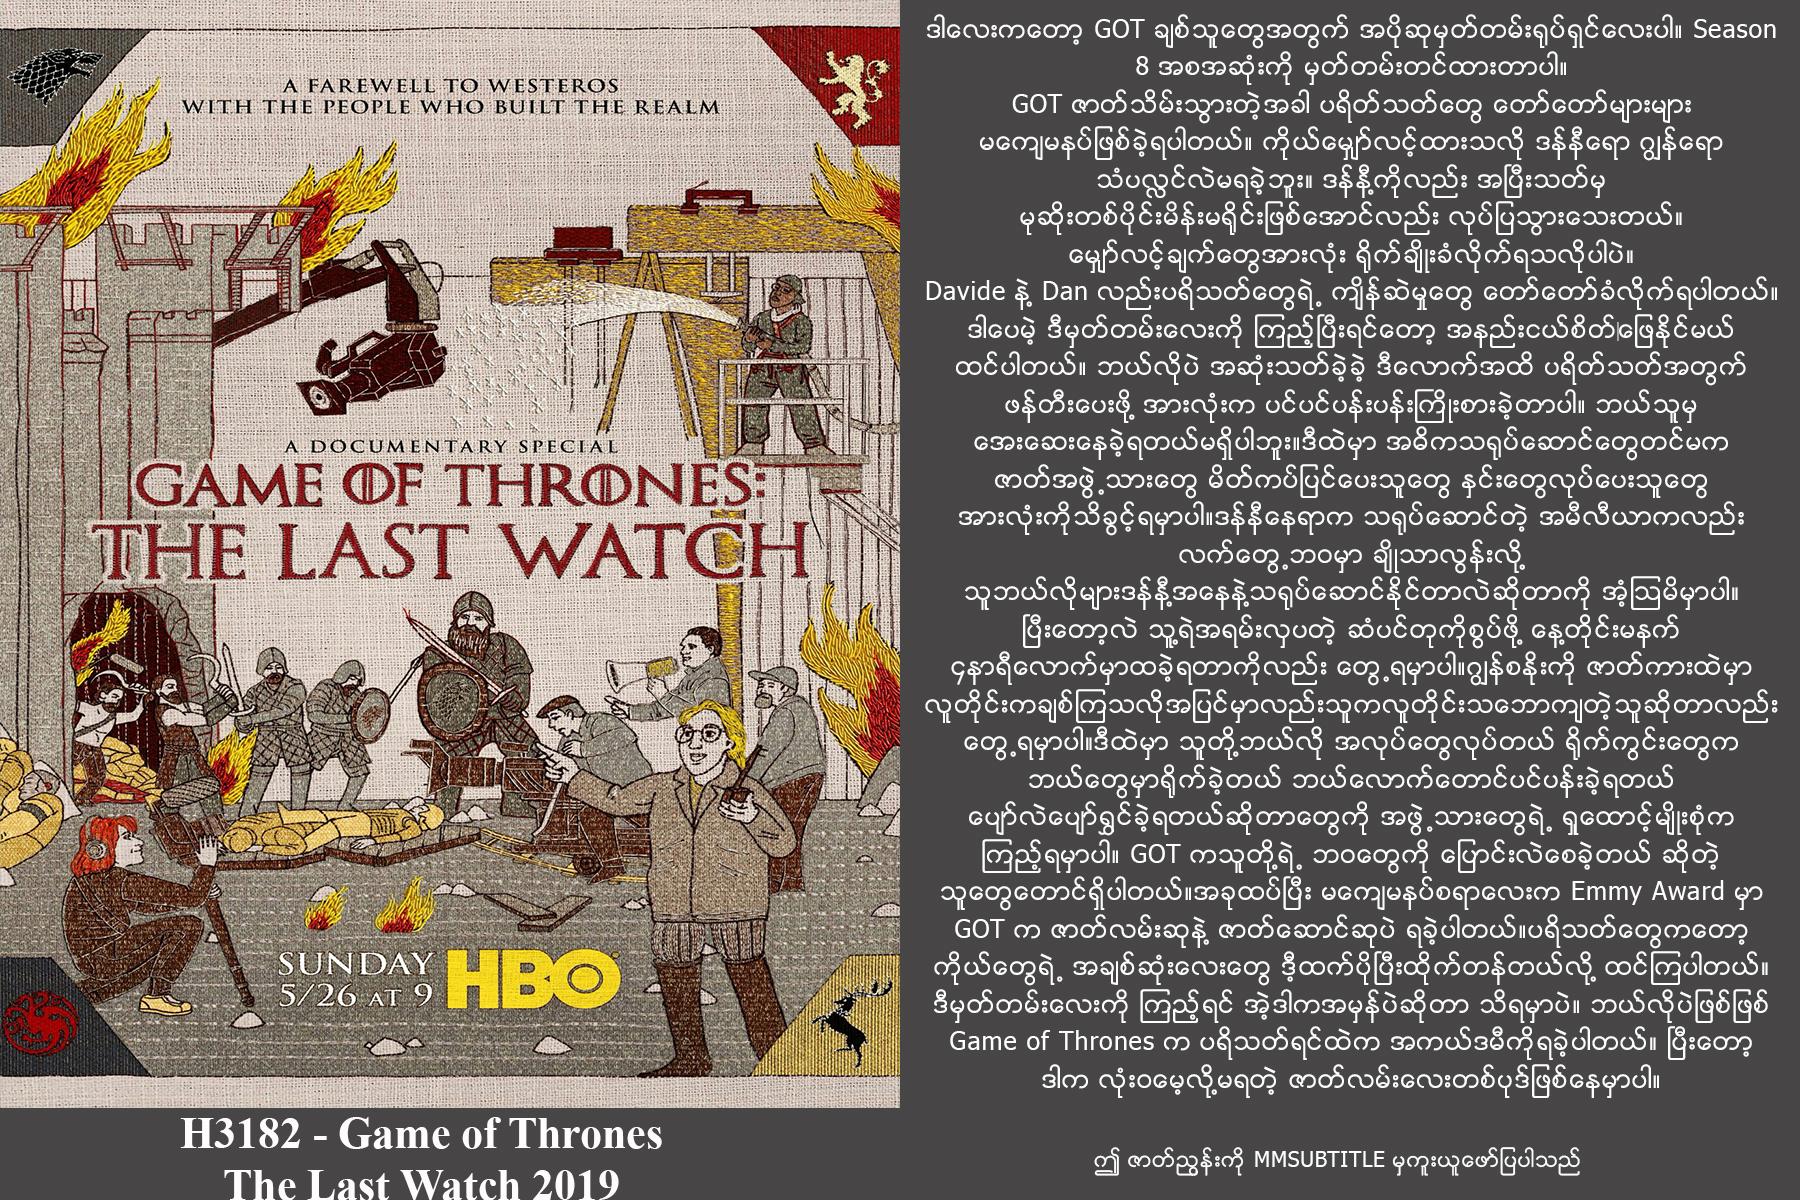 A FAREWELL TO WESTEROS
WITH THE PEOPLE WHO BUILT THE REALM
A DOCUMENTARY SPECIAL
GAME OF THRONES:
THE LAST WATCH
SUNDAY
5/26 AT 9 HBO
H3182 - Game of Thrones
The Last Watch 2019
ဒါလေးကတော့ GOT ချစ်သူတွေအတွက် အပိုဆုမှတ်တမ်းရုပ်ရှင်လေးပါ။ Season
8 အစအဆုံးကို မှတ်တမ်းတင်ထားတာပါ။
GOT ဇာတ်သိမ်းသွားတဲ့အခါ ပရိတ်သတ်တွေ တော်တော်များများ
မကျေမနပ်ဖြစ်ခဲ့ရပါတယ်။ ကိုယ်မျှော်လင့်ထားသလို ဒန်နီရော ဂျွန်ရော
သံပလ္လင်လဲမရခဲ့ဘူး။ ဒန်နီ့ကိုလည်း အပြီးသတ်မှ
မုဆိုးတစ်ပိုင်းမိန်းမရိုင်းဖြစ်အောင်လည်း လုပ်ပြသွားသေးတယ်။
မျှော်လင့်ချက်တွေအားလုံး ရိုက်ချိုးခံလိုက်ရသလိုပါပဲ။
Davide နဲ့ Dan လည်းပရိသတ်တွေရဲ့ ကျိန်ဆဲမှုတွေ တော်တော်ခံလိုက်ရပါတယ်။
ဒါပေမဲ့ ဒီမှတ်တမ်းလေးကို ကြည့်ပြီးရင်တော့ အနည်းငယ်စိတ်ဖြေနိုင်မယ်
ထင်ပါတယ်။ ဘယ်လိုပဲ အဆုံးသတ်ခဲ့ခဲ့ ဒီလောက်အထိ ပရိတ်သတ်အတွက်
ဖန်တီးပေးဖို့ အားလုံးက ပင်ပင်ပန်းပန်းကြိုးစားခဲ့တာပါ။ ဘယ်သူမှ
အေးဆေးနေခဲ့ရတယ်မရှိပါဘူး။ဒီထဲမှာ အဓိကသရုပ်ဆောင်တွေတင်မက
ဇာတ်အဖွဲ့သားတွေ မိတ်ကပ်ပြင်ပေးသူတွေ နှင်းတွေလုပ်ပေးသူတွေ
အားလုံးကိုသိခွင့်ရမှာပါ။ဒန်နီနေရာက သရုပ်ဆောင်တဲ့ အမီလီယာကလည်း
လက်တွေ့ဘဝမှာ ချိုသာလွန်းလို့
သူဘယ်လိုများဒန်နီ့အနေနဲ့သရုပ်ဆောင်နိုင်တာလဲဆိုတာကို အံ့ဩမိမှာပါ။
ပြီးတော့လဲ သူ့ရဲအရမ်းလှပတဲ့ ဆံပင်တုကိုစွပ်ဖို့ နေ့တိုင်းမနက်
၄နာရီလောက်မှာထခဲ့ရတာကိုလည်း တွေ့ရမှာပါ။ဂျွန်စနိုးကို ဇာတ်ကားထဲမှာ
လူတိုင်းကချစ်ကြသလိုအပြင်မှာလည်းသူကလူတိုင်းသဘောကျတဲ့သူဆိုတာလည်း
တွေ့ရမှာပါ။ဒီထဲမှာ သူတို့ဘယ်လို အလုပ်တွေလုပ်တယ် ရိုက်ကွင်းတွေက
ဘယ်တွေမှာရိုက်ခဲ့တယ် ဘယ်လောက်တောင်ပင်ပန်းခဲ့ရတယ်
ပျော်လဲပျော်ရွှင်ခဲ့ရတယ်ဆိုတာတွေကို အဖွဲ့သားတွေရဲ့ ရှုထောင့်မျိုးစုံက
ကြည့်ရမှာပါ။ GOT ကသူတို့ရဲ့ ဘဝတွေကို ပြောင်းလဲစေခဲ့တယ် ဆိုတဲ့
သူတွေတောင်ရှိပါတယ်။အခုထပ်ပြီး မကျေမနပ်စရာလေးက Emmy Award မှာ
GOT က ဇာတ်လမ်းဆုနဲ့ ဇာတ်ဆောင်ဆုပဲ ရခဲ့ပါတယ်။ပရိသတ်တွေကတော့
ကိုယ်တွေရဲ့ အချစ်ဆုံးလေးတွေ ဒီ့ထက်ပိုပြီးထိုက်တန်တယ်လို့ ထင်ကြပါတယ်။
ဒီမှတ်တမ်းလေးကို ကြည့်ရင် အဲ့ဒါကအမှန်ပဲဆိုတာ သိရမှာပဲ။ ဘယ်လိုပဲဖြစ်ဖြစ်
Game of Thrones က ပရိသတ်ရင်ထဲက အကယ်ဒမီကိုရခဲ့ပါတယ်။ ပြီးတော့
ဒါက လုံးဝမေ့လို့မရတဲ့ ဇာတ်လမ်းလေးတစ်ပုဒ်ဖြစ်နေမှာပါ။
ဤ ဇာတ်ညွှန်းကို MMSUBTITLE မှကူးယူဖော်ပြပါသည်